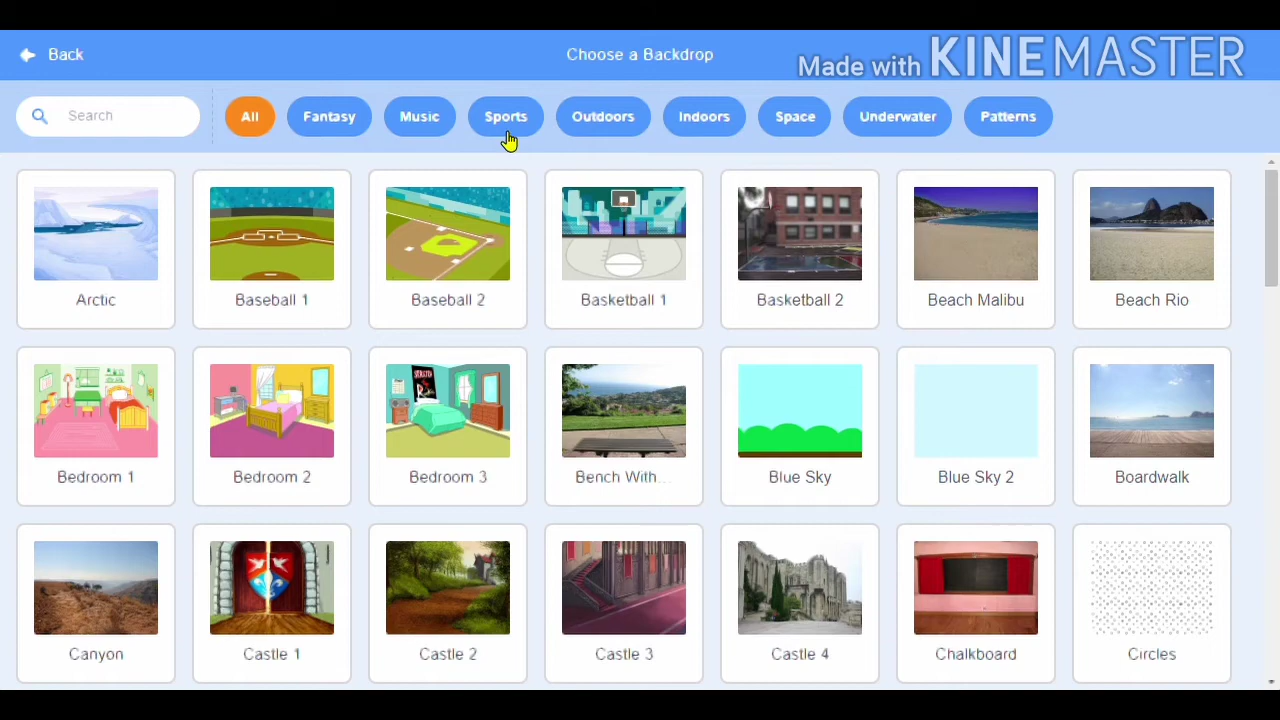 Back
Choose a Backdrop
Made with KINEMASTER
Search
All
Fantasy
Music
Sports
Outdoors
Indoors
Space
Underwater
Patterns
Arctic
Baseball 1
Baseball 2
Basketball 1
Basketball 2
Beach Malibu
Beach Rio
Bedroom 1
Bedroom 2
Bedroom 3
Bench With...
Blue Sky
Blue Sky 2
Boardwalk
Canyon
Castle 1
Castle 2
Castle 3
Castle 4
Chalkboard
Circles